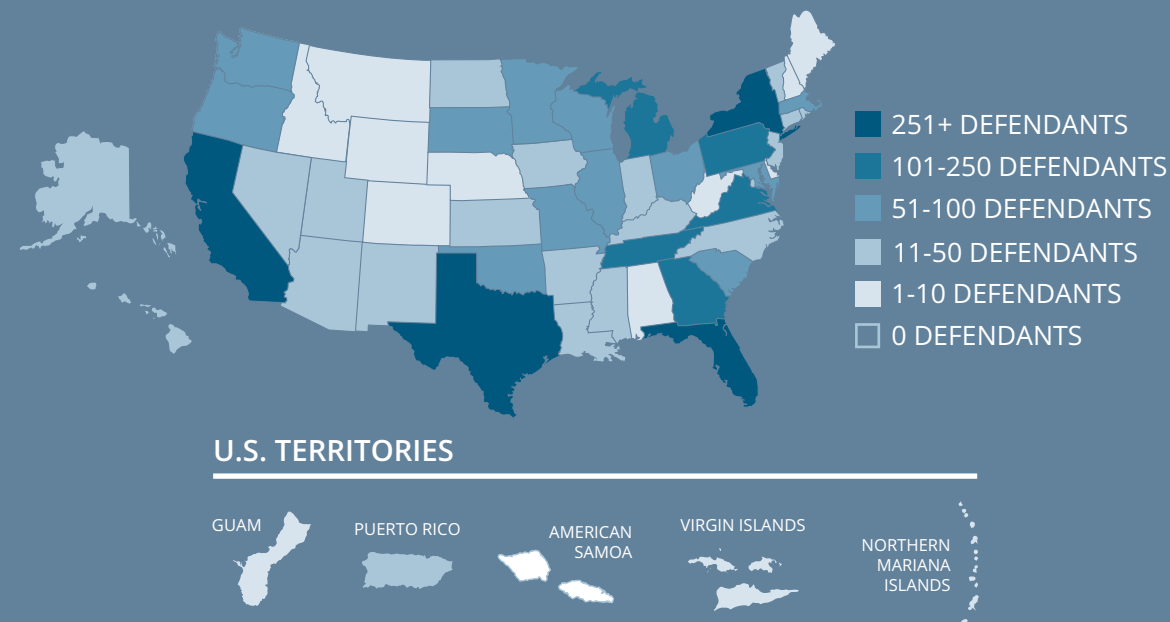 251+ DEFENDANTS
101-250 DEFENDANTS
51-100 DEFENDANTS
11-50 DEFENDANTS
1-10 DEFENDANTS
0 DEFENDANTS
U.S. TERRITORIES
GUAM
PUERTO RICO
AMERICAN
SAMOA
VIRGIN ISLANDS
NORTHERN
MARIANA
ISLANDS